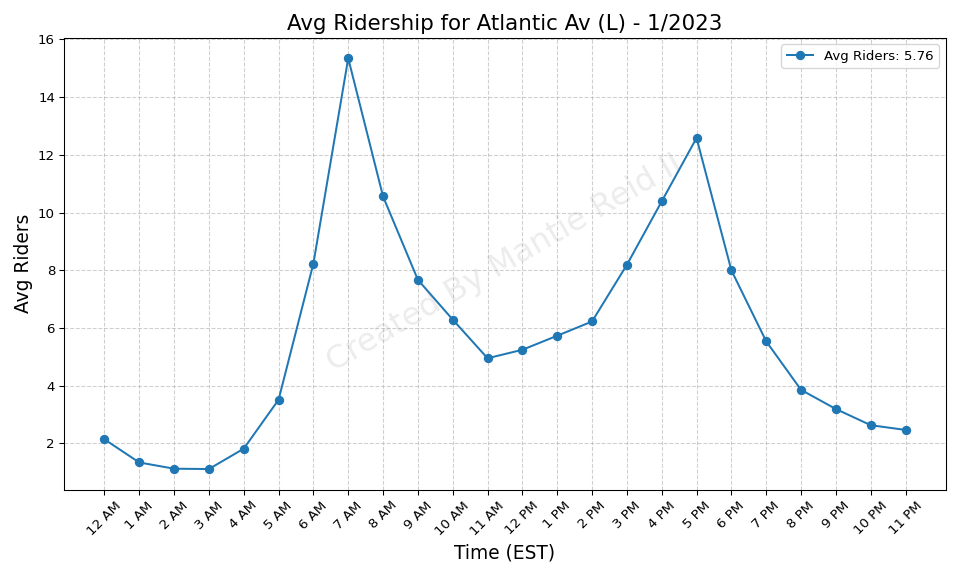 Avg Ridership for Atlantic Av (L) - 1/2023
Avg Riders: 5.76
16
14
12
10
8
6
4
2
Avg Riders
Created By Mantie Reid II
12 AM
1 AM
2 AM
3 AM
4 AM
5 AM
6 AM
7 AM
8 AM
9 AM
10 AM
11 AM
12 PM
1 PM
2 PM
3 PM
4 PM
5 PM
6 PM
7 PM
8 PM
9 PM
10 PM
11 PM
Time (EST)